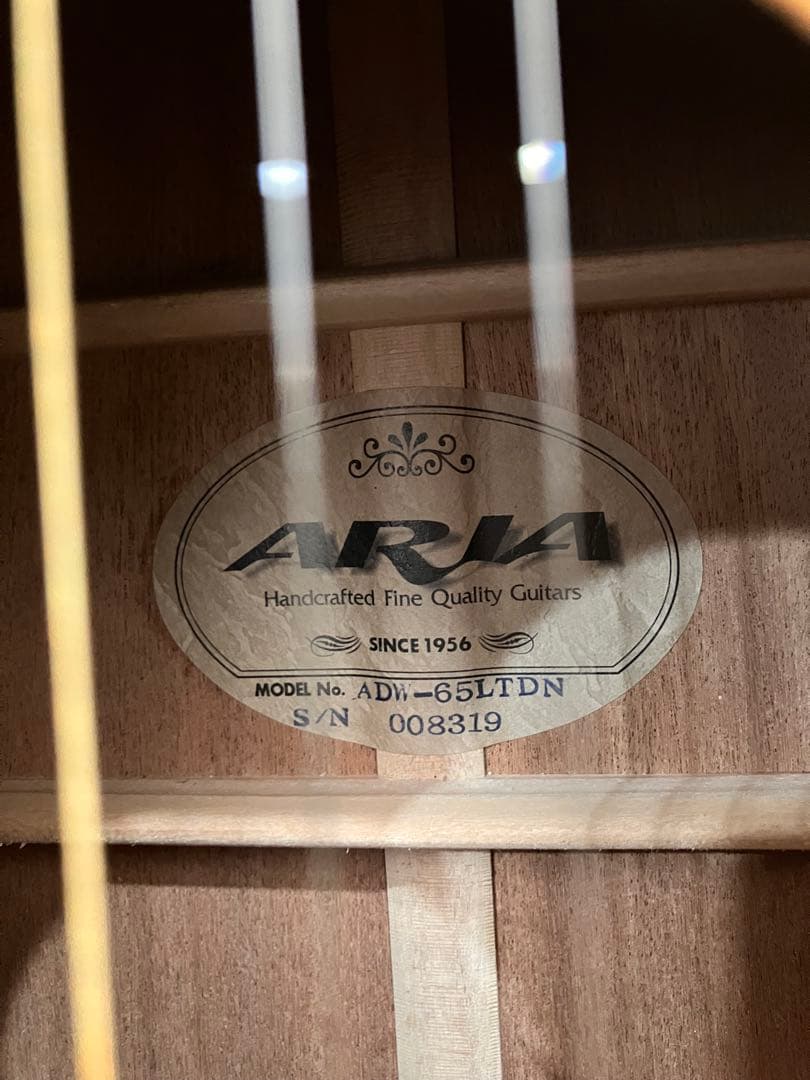 ARIA
Handcrafted Fine Quality Guitars
SINCE 1956
MODEL No. ADW-65LTDN
S/N 008319